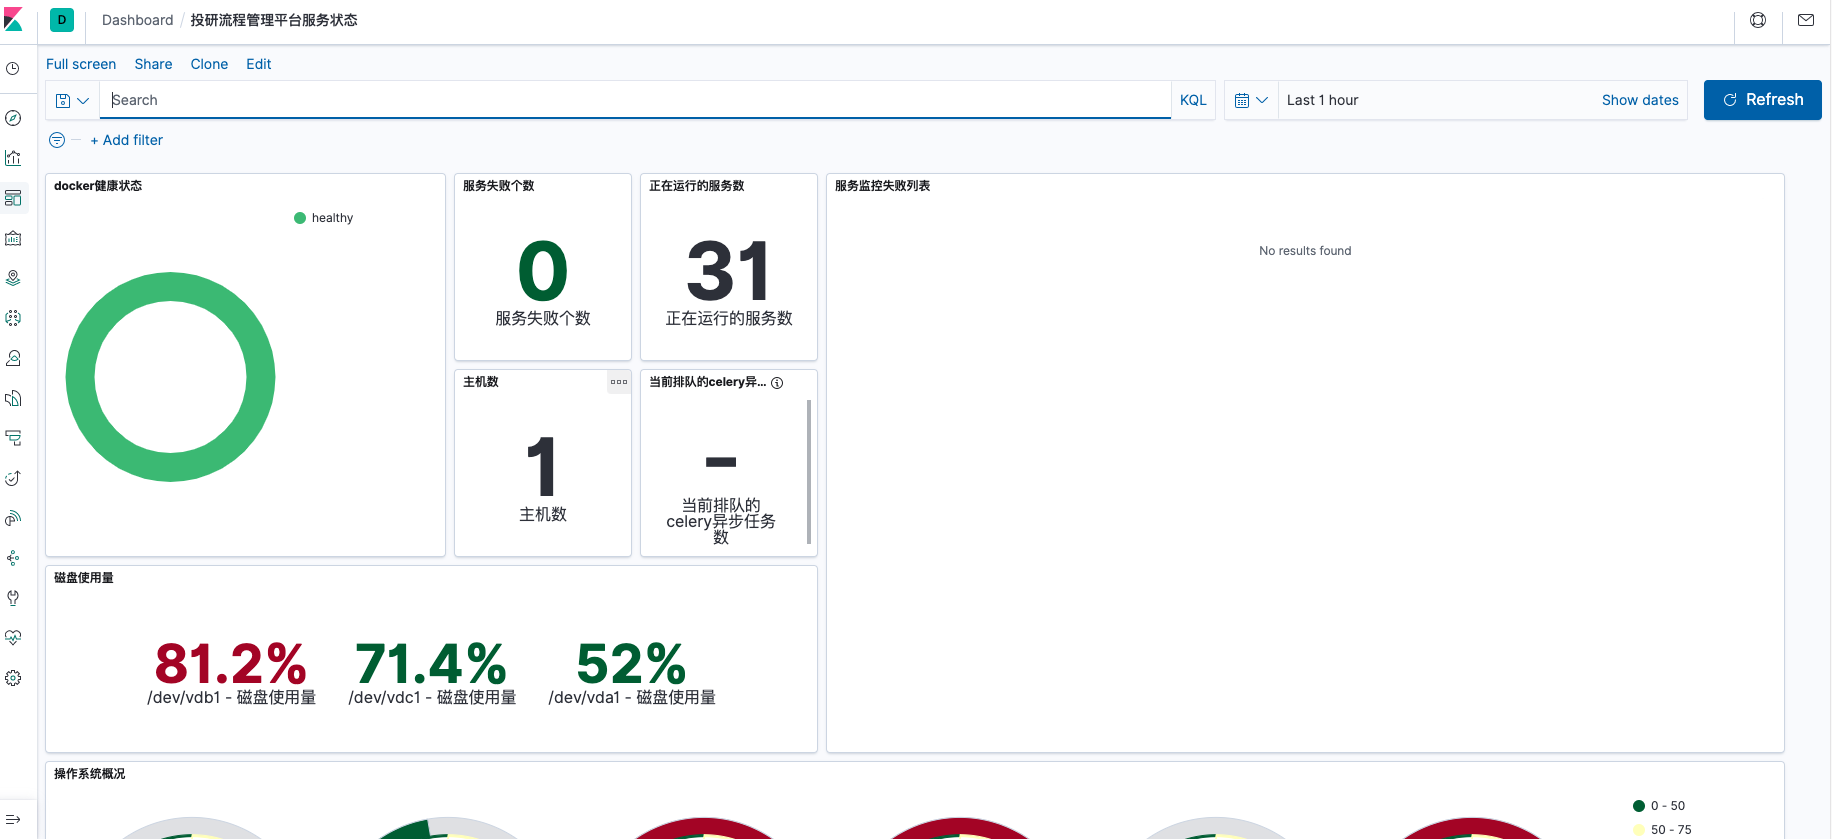 D
Dashboard / 投研流程管理平台服务状态
Full screen Share Clone Edit
Search
KQL
Last 1 hour
Show dates
Refresh
+ Add filter
docker健康状态
healthy
服务失败个数
0
服务失败个数
正在运行的服务数
31
正在运行的服务数
服务监控失败列表
No results found
主机数
1
主机数
当前排队的celery异...
-
当前排队的
celery异步任务
数
磁盘使用量
81.2%
/dev/vdb1 - 磁盘使用量
71.4%
/dev/vdc1 - 磁盘使用量
52%
/dev/vda1 - 磁盘使用量
操作系统概况
0 - 50
50 - 75